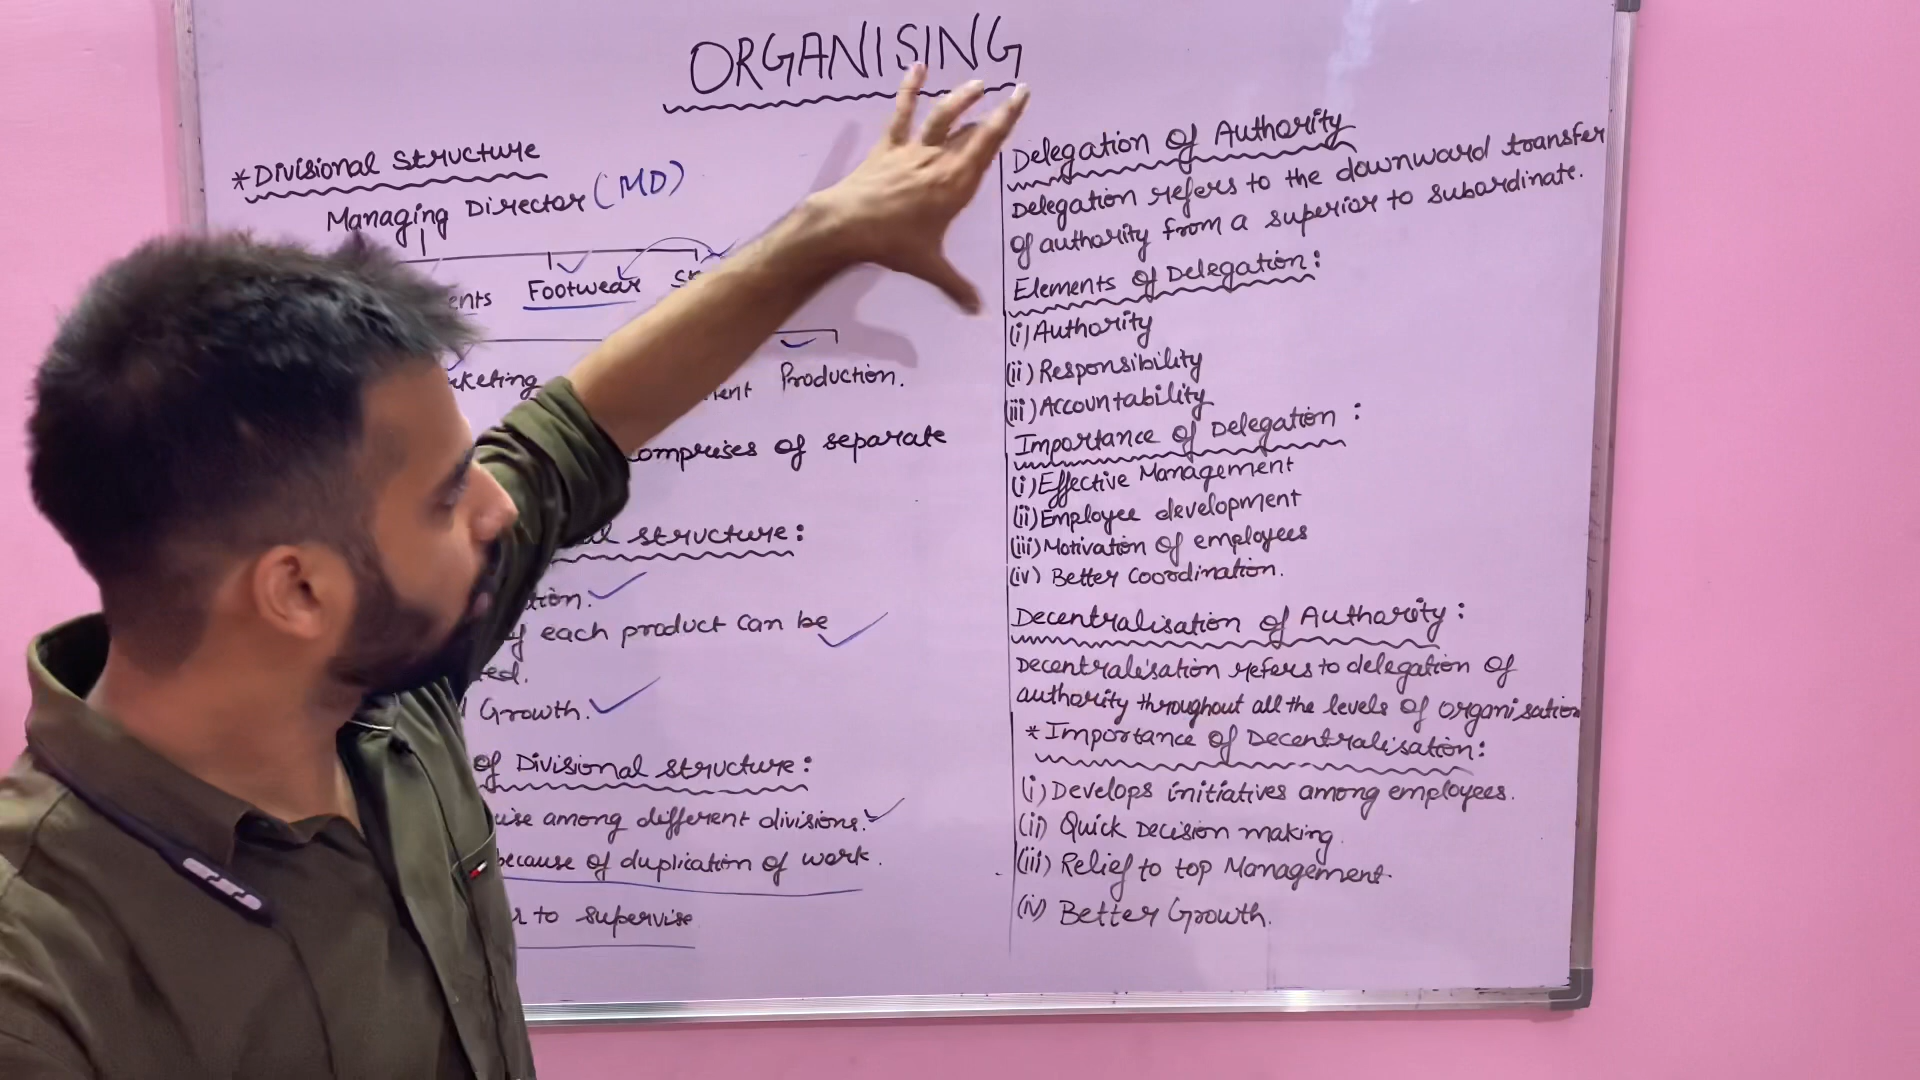 ORGANISING
*Divisional structure
Managing Director (MD)
Footwear
Production.
comprises of separate
structure:
each product can be
Growth.
of Divisional structure:
among different divisions.
because of duplication of work.
to supervise
Delegation of Authority
Delegation refers to the downward transfer
of authority from a superior to subordinate.
Elements of Delegation:
(i) Authority
(ii) Responsibility
(iii) Accountability
Importance of Delegation:
(i) Effective Management
(ii) Employee development
(iii) Motivation of employees
(iv) Better Coordination.
Decentralisation of Authority:
Decentralisation refers to delegation of
authority throughout all the levels of organisation
*Importance of Decentralisation:
(i) Develops initiatives among employees.
(ii) Quick Decision making.
(iii) Relief to top Management.
(iv) Better Growth.